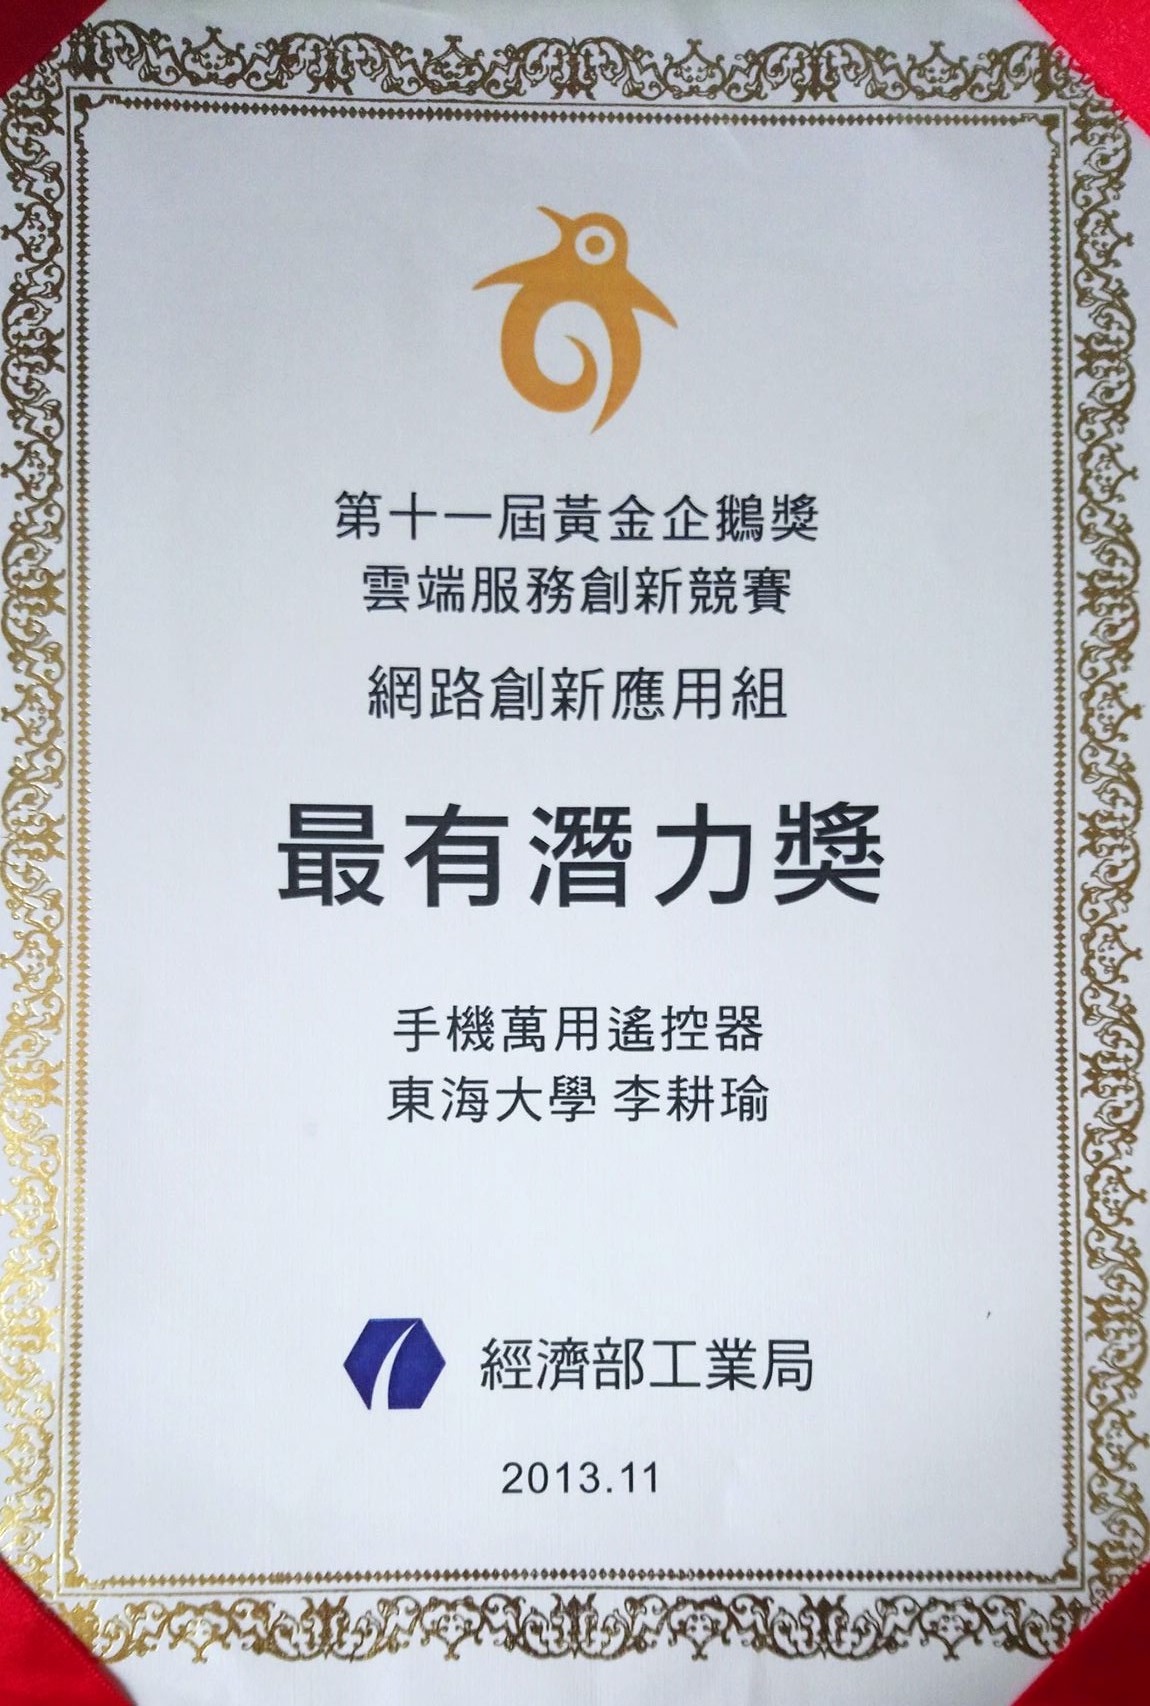 第十一屆黃金企鵝獎
雲端服務創新競賽
網路創新應用組
最有潛力獎
手機萬用遙控器
東海大學 李耕瑜
經濟部工業局
2013.11